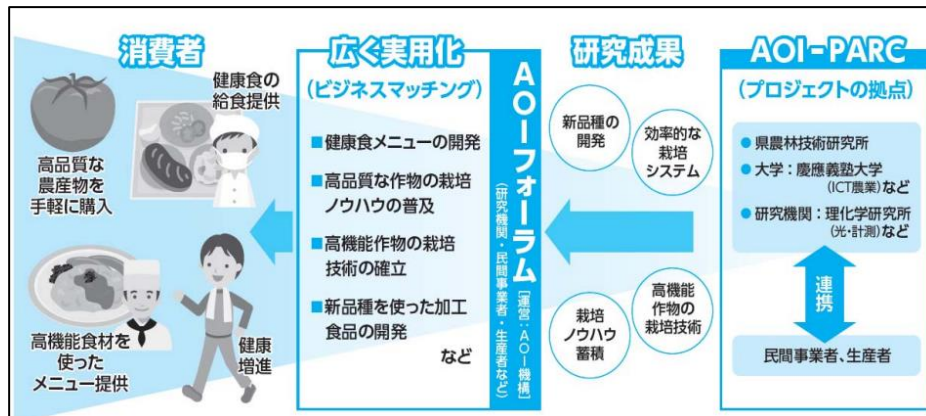 消費者
健康食の
給食提供
高品質な
農産物を
手軽に購入
高機能食材を
使った
メニュー提供
健康
増進
広く実用化
(ビジネスマッチング)
■健康食メニューの開発
■高品質な作物の栽培
ノウハウの普及
■高機能作物の栽培
技術の確立
■新品種を使った加工
食品の開発
など
AOIフォーラム[運営:AOI機構]
(研究機関・民間事業者・生産者など)
研究成果
新品種の
開発
効率的な
栽培
システム
栽培
ノウハウ
蓄積
高機能
作物の
栽培技術
AOI-PARC
(プロジェクトの拠点)
●県農林技術研究所
●大学:慶應義塾大学
(ICT農業)など
●研究機関:理化学研究所
(光・計測)など
連携
民間事業者、生産者